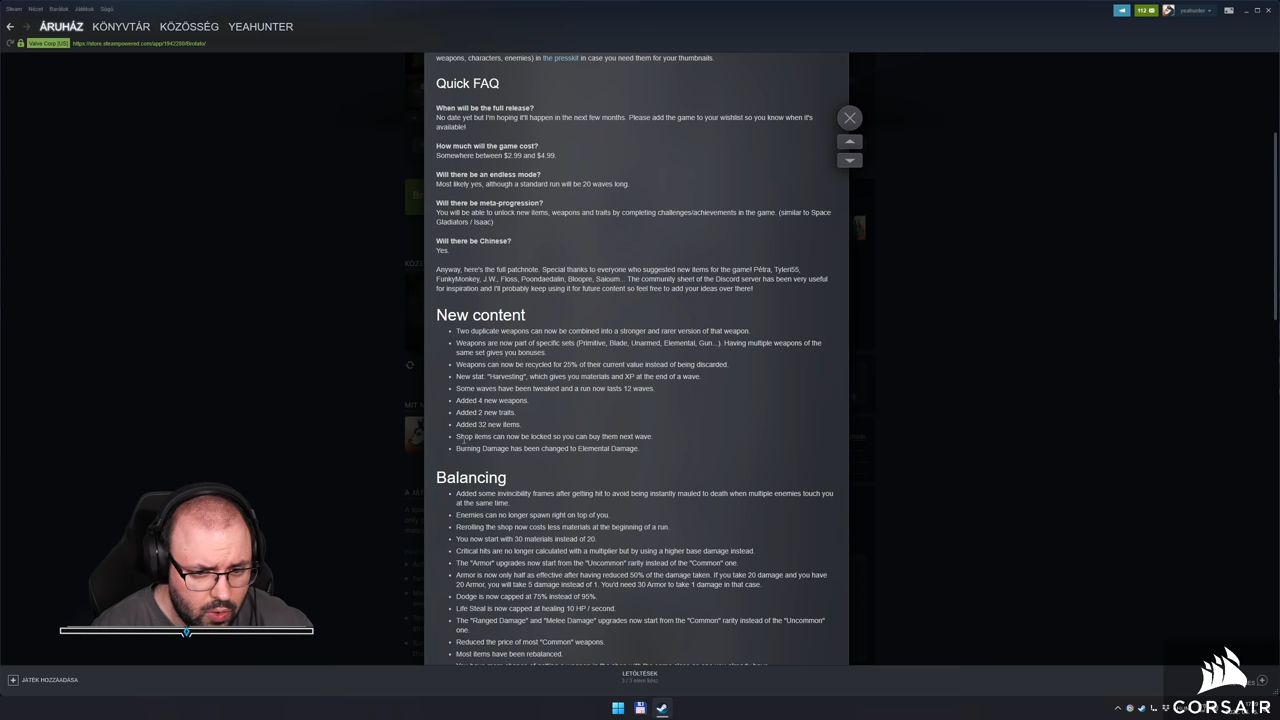 Steam Nézet Barátok Játékok Súgó
112
yeahunter
ÁRUHÁZ KÖNYVTÁR KÖZÖSSÉG YEAHUNTER
Valve Corp [US] https://store.steampowered.com/app/1942280/Brotato/
weapons, characters, enemies) in the presskit in case you need them for your thumbnails.
Quick FAQ
When will be the full release?
No date yet but I'm hoping it'll happen in the next few months. Please add the game to your wishlist so you know when it's
available!
How much will the game cost?
Somewhere between $2.99 and $4.99.
Will there be an endless mode?
Most likely yes, although a standard run will be 20 waves long.
Will there be meta-progression?
You will be able to unlock new items, weapons and traits by completing challenges/achievements in the game. (similar to Space
Gladiators / Isaac)
Will there be Chinese?
Yes.
Anyway, here's the full patchnote. Special thanks to everyone who suggested new items for the game! Pétra, Tyleri55,
FunkyMonkey, J.W., Floss, Poondaedalin, Bloopre, Saioum... The community sheet of the Discord server has been very useful
for inspiration and I'll probably keep using it for future content so feel free to add your ideas over there!
New content
Two duplicate weapons can now be combined into a stronger and rarer version of that weapon.
Weapons are now part of specific sets (Primitive, Blade, Unarmed, Elemental, Gun...). Having multiple weapons of the
same set gives you bonuses.
Weapons can now be recycled for 25% of their current value instead of being discarded.
New stat: "Harvesting", which gives you materials and XP at the end of a wave.
Some waves have been tweaked and a run now lasts 12 waves.
Added 4 new weapons.
Added 2 new traits.
Added 32 new items.
Shop items can now be locked so you can buy them next wave.
Burning Damage has been changed to Elemental Damage.
Balancing
Added some invincibility frames after getting hit to avoid being instantly mauled to death when multiple enemies touch you
at the same time.
Enemies can no longer spawn right on top of you.
Rerolling the shop now costs less materials at the beginning of a run.
You now start with 30 materials instead of 20.
Critical hits are no longer calculated with a multiplier but by using a higher base damage instead.
The "Armor" upgrades now start from the "Uncommon" rarity instead of the "Common" one.
Armor is now only half as effective after having reduced 50% of the damage taken. If you take 20 damage and you have
20 Armor, you will take 5 damage instead of 1. You'd need 30 Armor to take 1 damage in that case.
Dodge is now capped at 75% instead of 95%.
Life Steal is now capped at healing 10 HP / second.
The "Ranged Damage" and "Melee Damage" upgrades now start from the "Common" rarity instead of the "Uncommon"
one.
Reduced the price of most "Common" weapons.
Most items have been rebalanced.
JÁTÉK HOZZÁADÁSA
LETÖLTÉSEK
CORSAIR